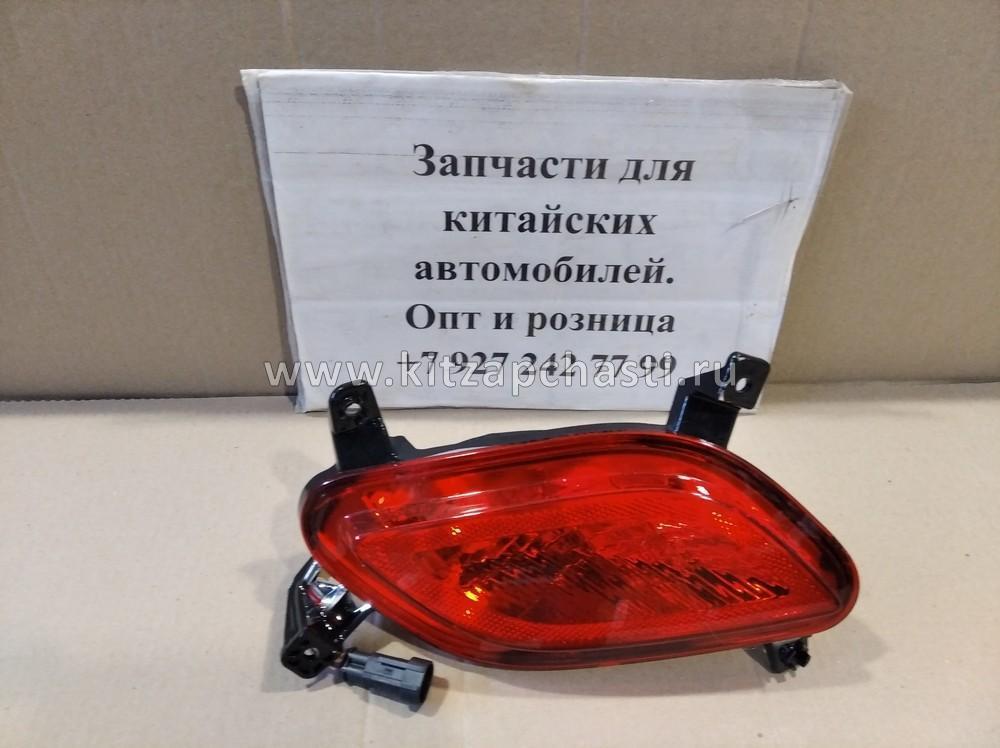 Запчасти для
китайских
автомобилей.
Опт и розница
+7 927 242 77 99
www.kitzapchasti.ru